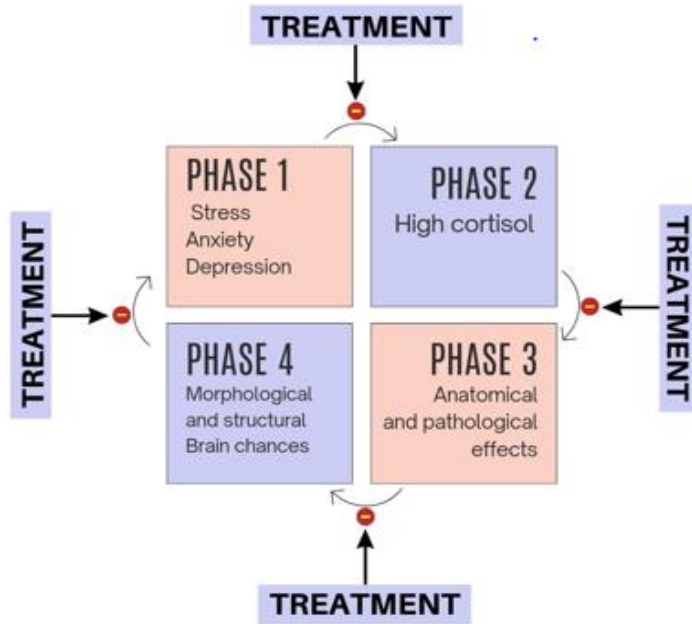 TREATMENT
PHASE 1
Stress
Anxiety
Depression
PHASE 2
High cortisol
TREATMENT
TREATMENT
PHASE 4
Morphological
and structural
Brain chances
PHASE 3
Anatomical
and pathological
effects
TREATMENT